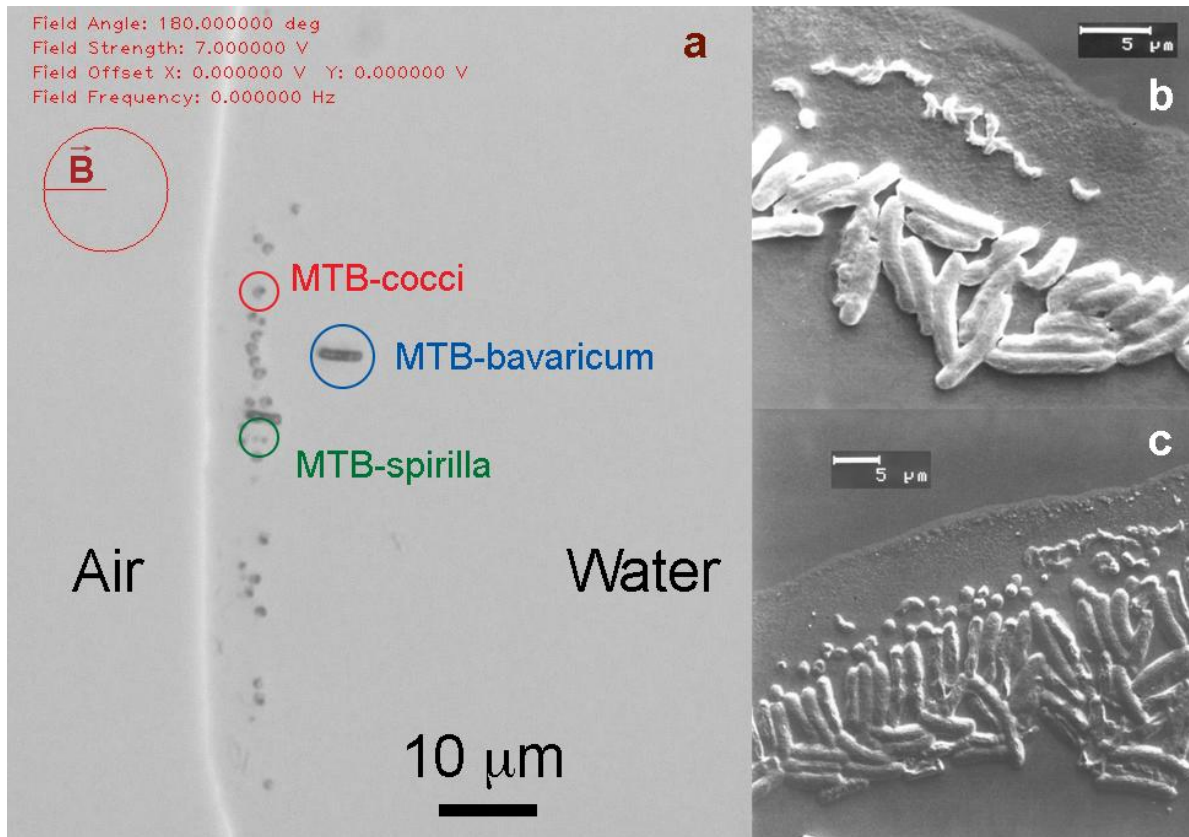 Field Angle: 180.000000 deg
Field Strength: 7.000000 V
Field Offset X: 0.000000 V  Y: 0.000000 V
Field Frequency: 0.000000 Hz
a
B
MTB-cocci
MTB-bavaricum
MTB-spirilla
Air
Water
10 μm
5 μm
b
c
5 μm